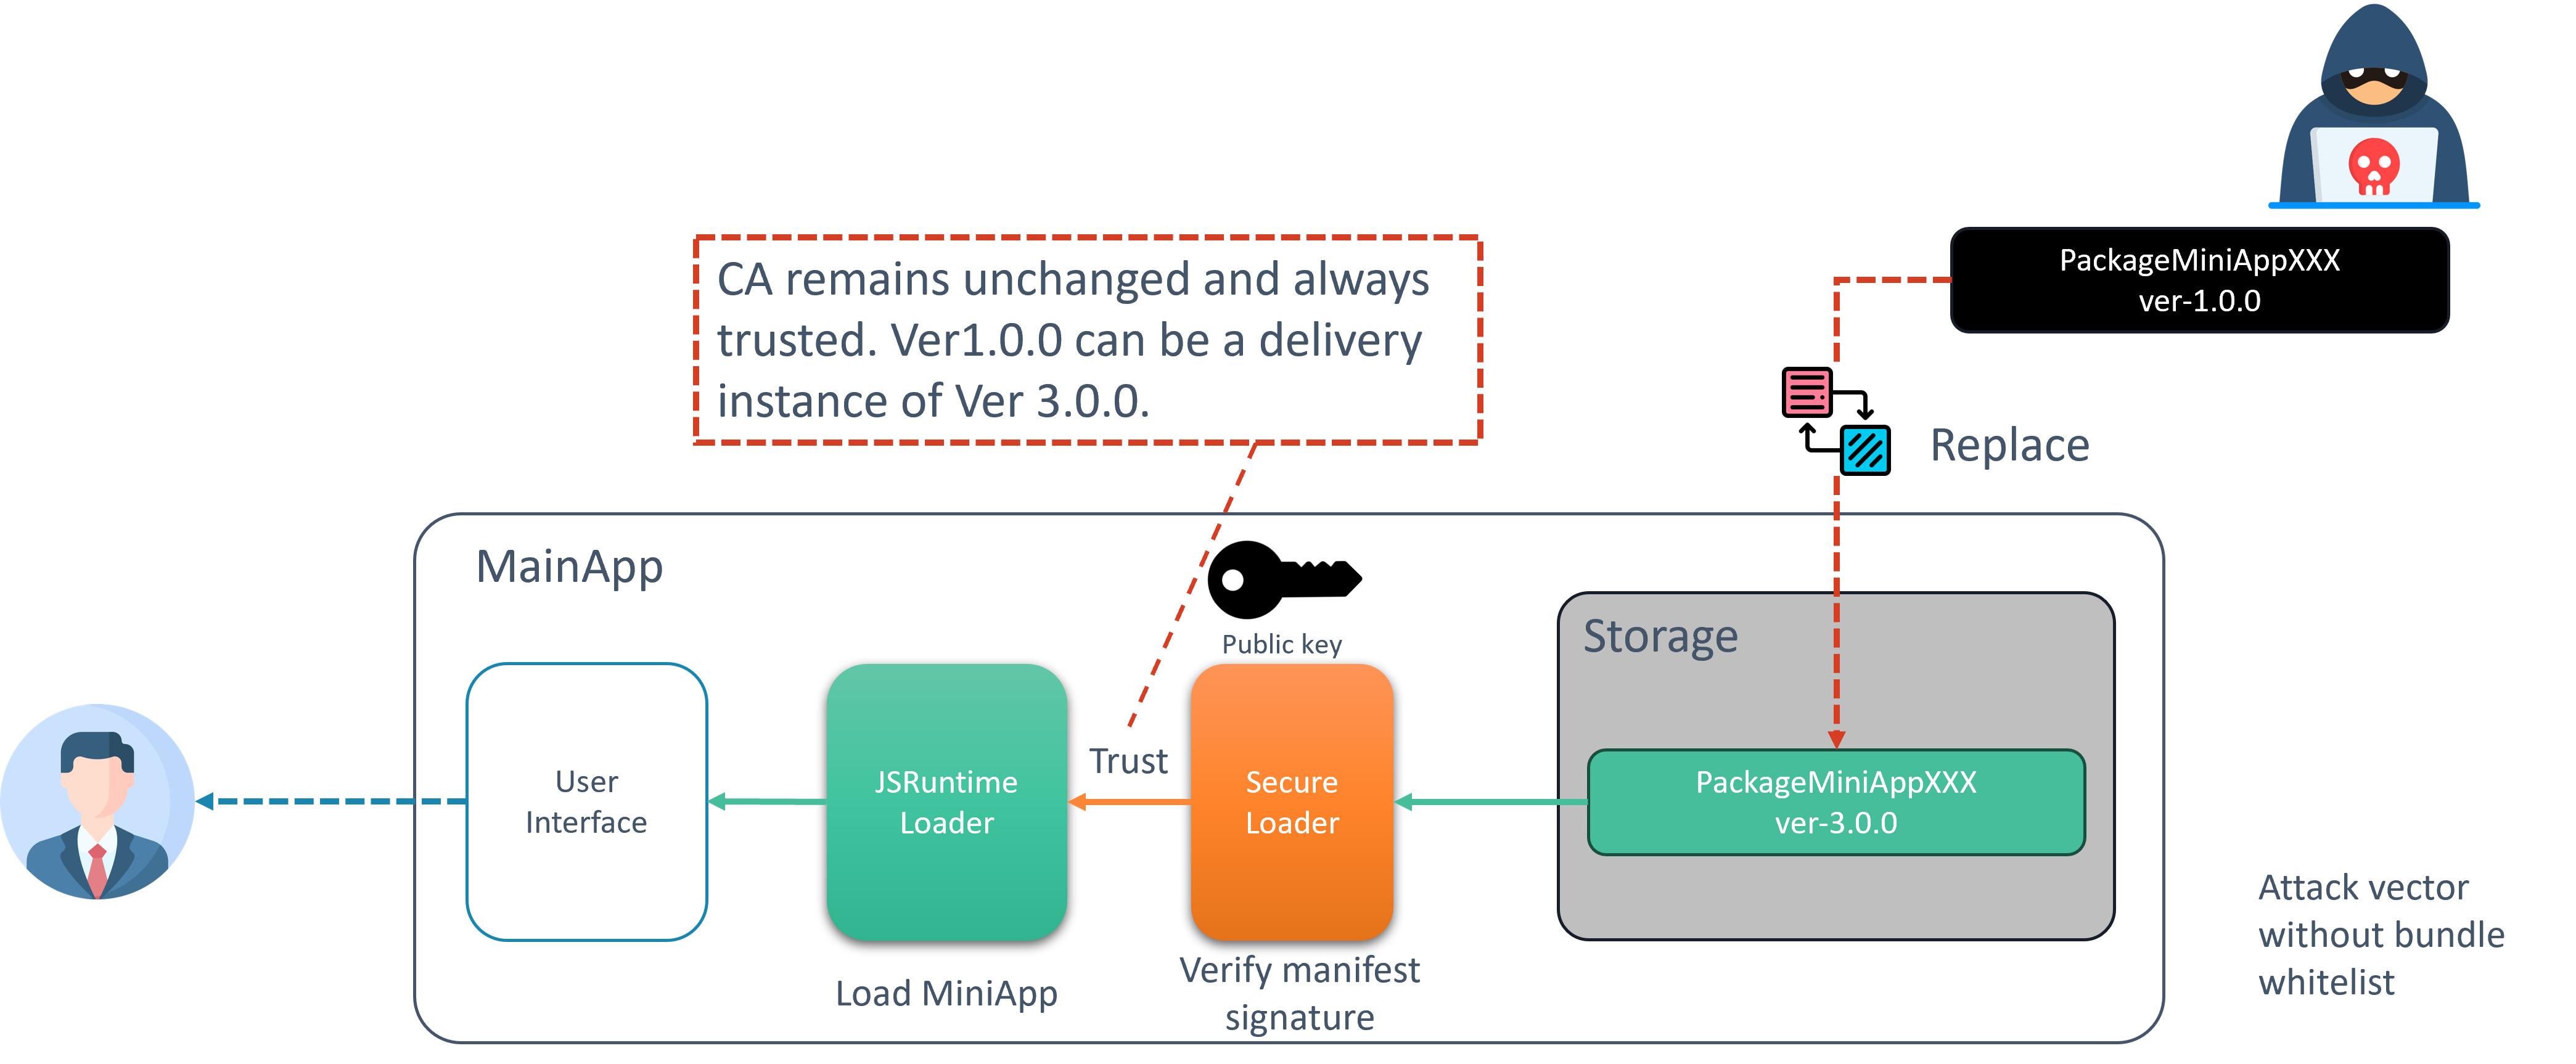 PackageMiniAppXXX
ver-1.0.0
CA remains unchanged and always
trusted. Ver1.0.0 can be a delivery
instance of Ver 3.0.0.
Replace
MainApp
Public key
Storage
User
Interface
JSRuntime
Loader
Trust
Secure
Loader
PackageMiniAppXXX
ver-3.0.0
Load MiniApp
Verify manifest
signature
Attack vector
without bundle
whitelist